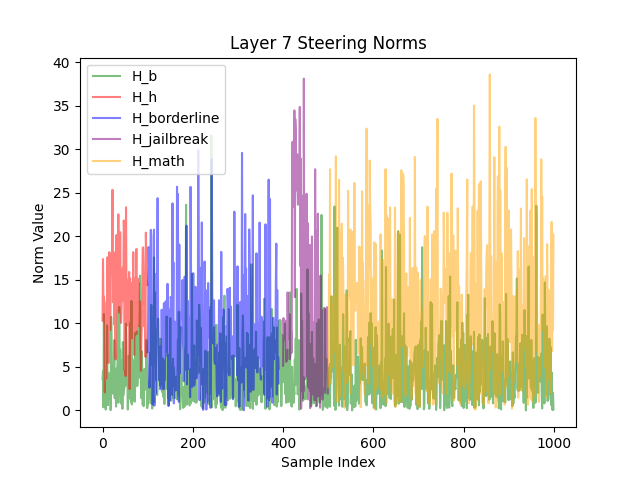 Layer 7 Steering Norms
40
35
30
25
20
15
10
5
0
Norm Value
H_b
H_h
H_borderline
H_jailbreak
H_math
0
200
400
600
800
1000
Sample Index